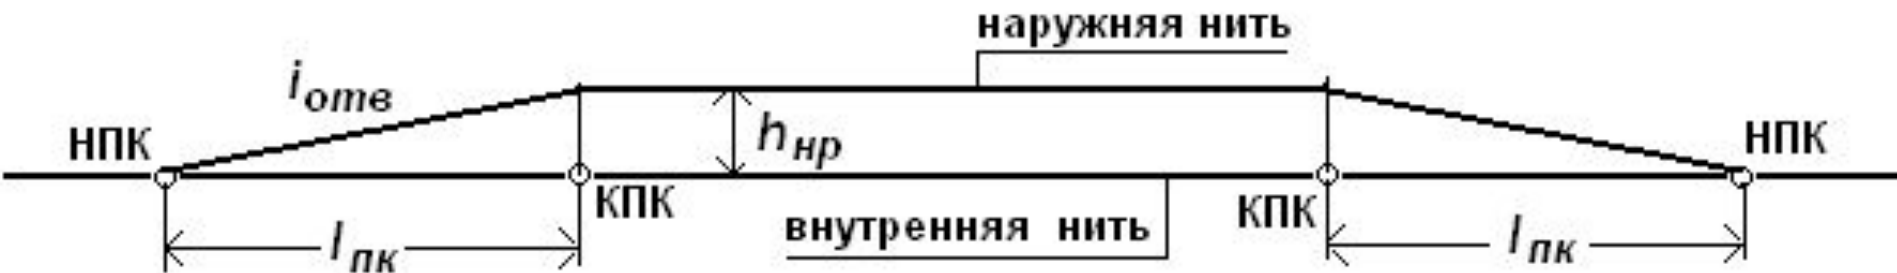 наружняя нить
iотв
НПК
hнр
НПК
КПК
КПК
внутренняя нить
lпк
lпк